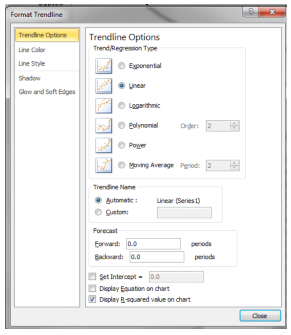 Format Trendline
Trendline Options
Line Color
Line Style
Shadow
Glow and Soft Edges
Trendline Options
Trend/Regression Type
Exponential
Linear
Logarithmic
Polynomial Order: 2
Power
Moving Average Period: 2
Trendline Name
Automatic : Linear (Series1)
Custom:
Forecast
Forward: 0.0 periods
Backward: 0.0 periods
Set Intercept = 0.0
Display Equation on chart
Display R-squared value on chart
Close